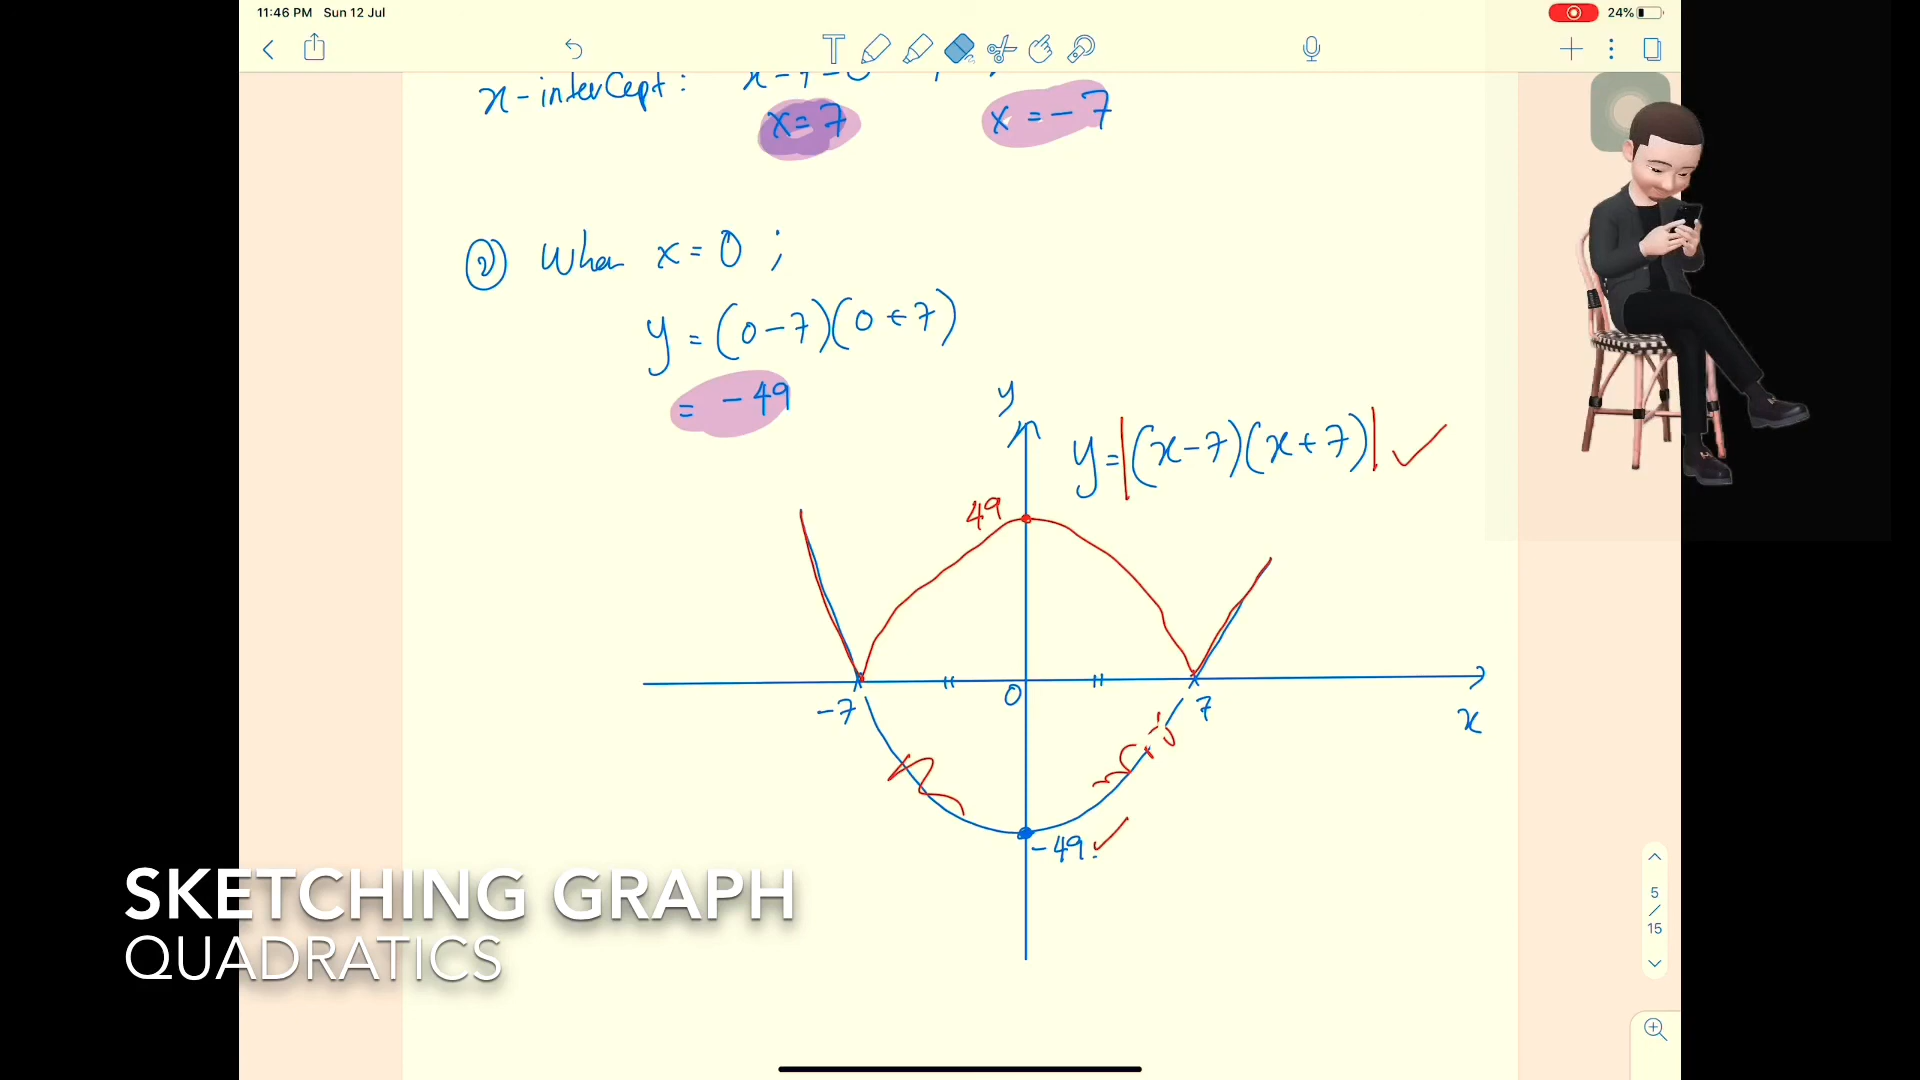 11:46 PM Sun 12 Jul
24%
x-intercept:
x=7 x=-7
② When x=0 ;
y=(0-7)(0+7)
= -49
y
y=|(x-7)(x+7)| ✓
49
-7 0 7
x
-49. ✓
SKETCHING GRAPH
QUADRATICS
5
/
15